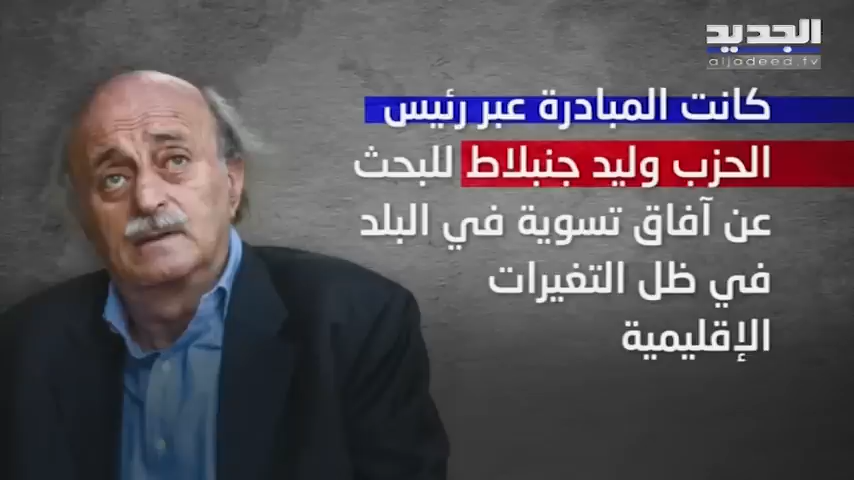 الجديد
aljadeed.tv
كانت المبادرة عبر رئيس
الحزب وليد جنبلاط للبحث
عن آفاق تسوية في البلد
في ظل التغيرات
الإقليمية